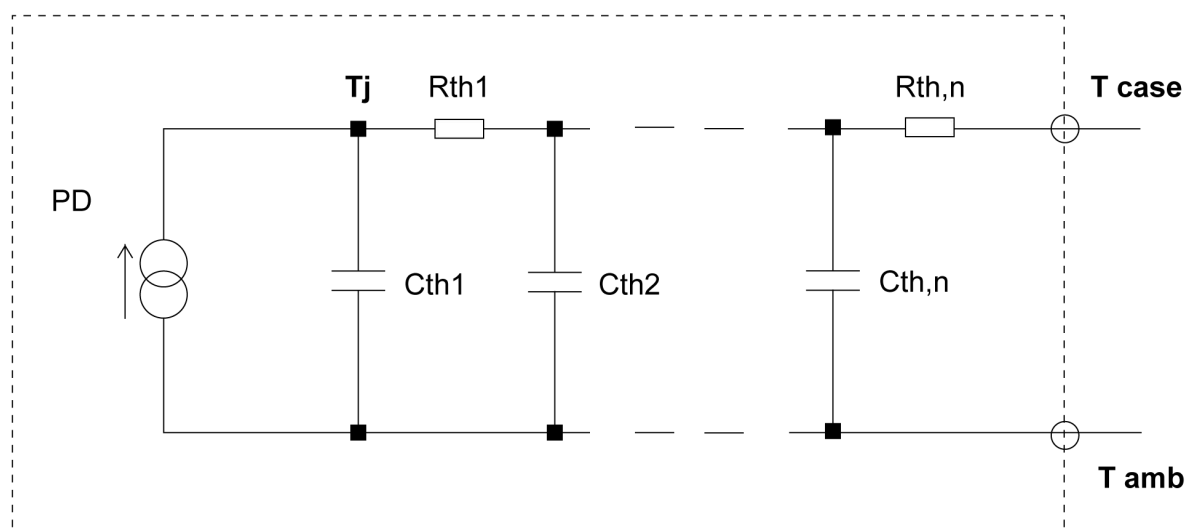 Tj
Rth1
Rth,n
T case
PD
Cth1
Cth2
Cth,n
T amb